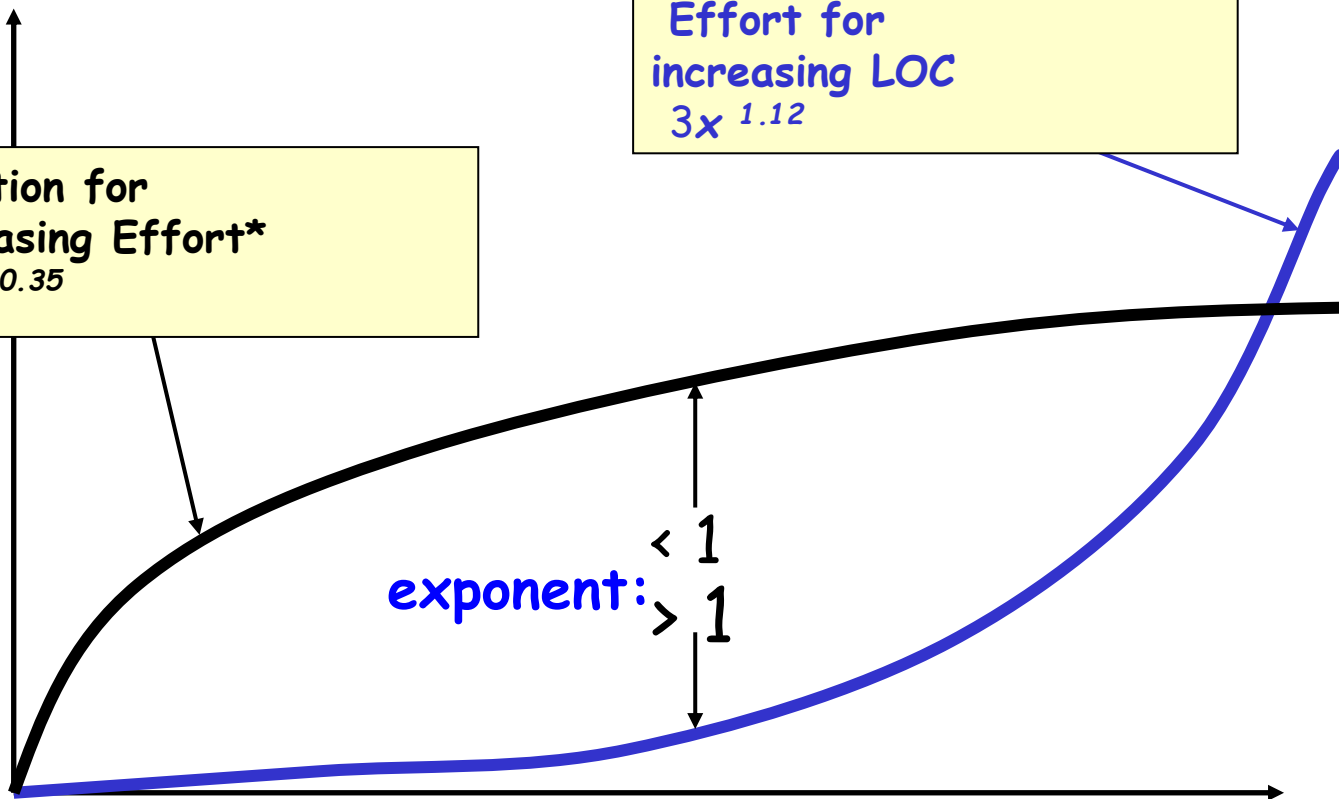 Effort for
increasing LOC
3x 1.12
tion for
asing Effort*
0.35
< 1
exponent:
> 1